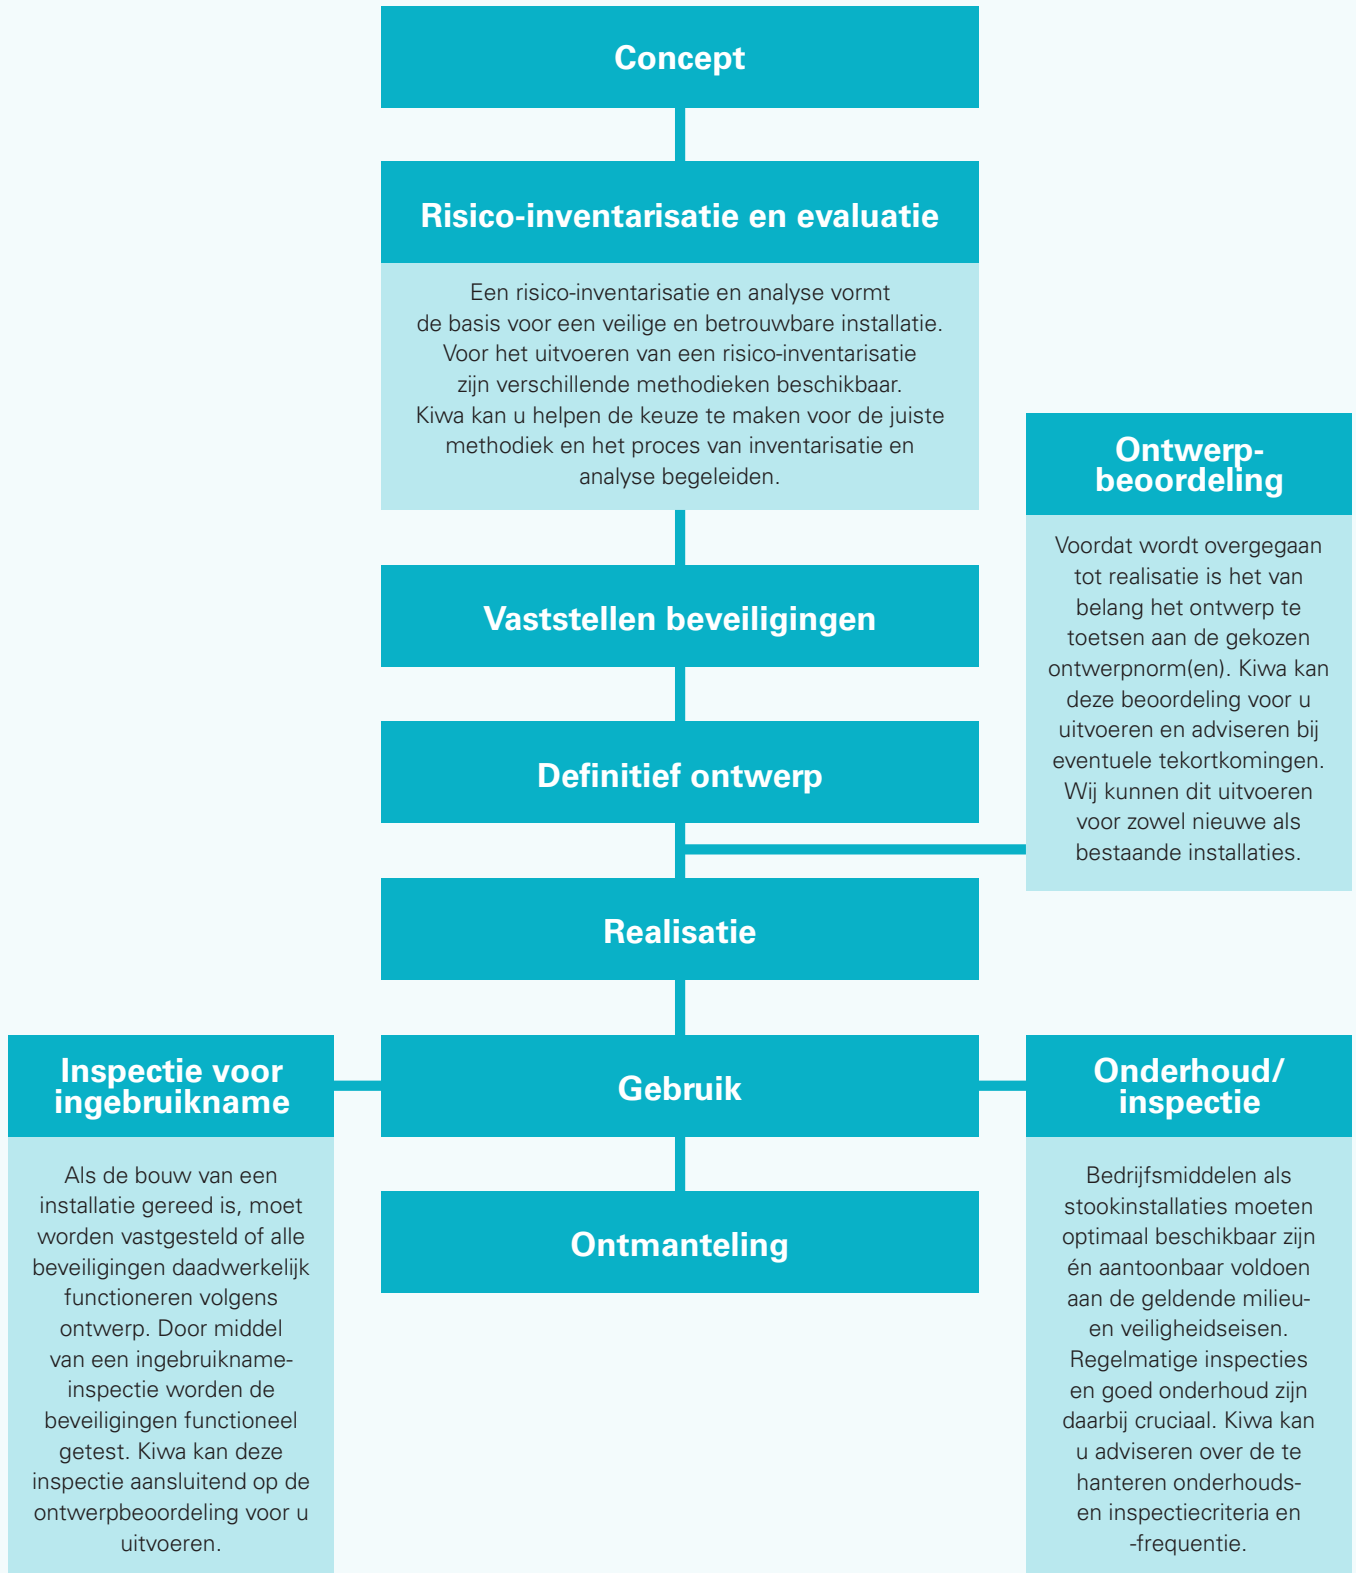 Concept
Risico-inventarisatie en evaluatie
Een risico-inventarisatie en analyse vormt
de basis voor een veilige en betrouwbare installatie.
Voor het uitvoeren van een risico-inventarisatie
zijn verschillende methodieken beschikbaar.
Kiwa kan u helpen de keuze te maken voor de juiste
methodiek en het proces van inventarisatie en
analyse begeleiden.
Vaststellen beveiligingen
Definitief ontwerp
Ontwerp-
beoordeling
Voordat wordt overgegaan
tot realisatie is het van
belang het ontwerp te
toetsen aan de gekozen
ontwerpnorm(en). Kiwa kan
deze beoordeling voor u
uitvoeren en adviseren bij
eventuele tekortkomingen.
Wij kunnen dit uitvoeren
voor zowel nieuwe als
bestaande installaties.
Realisatie
Inspectie voor
ingebruikname
Als de bouw van een
installatie gereed is, moet
worden vastgesteld of alle
beveiligingen daadwerkelijk
functioneren volgens
ontwerp. Door middel
van een ingebruikname-
inspectie worden de
beveiligingen functioneel
getest. Kiwa kan deze
inspectie aansluitend op de
ontwerpbeoordeling voor u
uitvoeren.
Gebruik
Onderhoud/
inspectie
Bedrijfsmiddelen als
stookinstallaties moeten
optimaal beschikbaar zijn
én aantoonbaar voldoen
aan de geldende milieu-
en veiligheidseisen.
Regelmatige inspecties
en goed onderhoud zijn
daarbij cruciaal. Kiwa kan
u adviseren over de te
hanteren onderhouds-
en inspectiecriteria en
-frequentie.
Ontmanteling